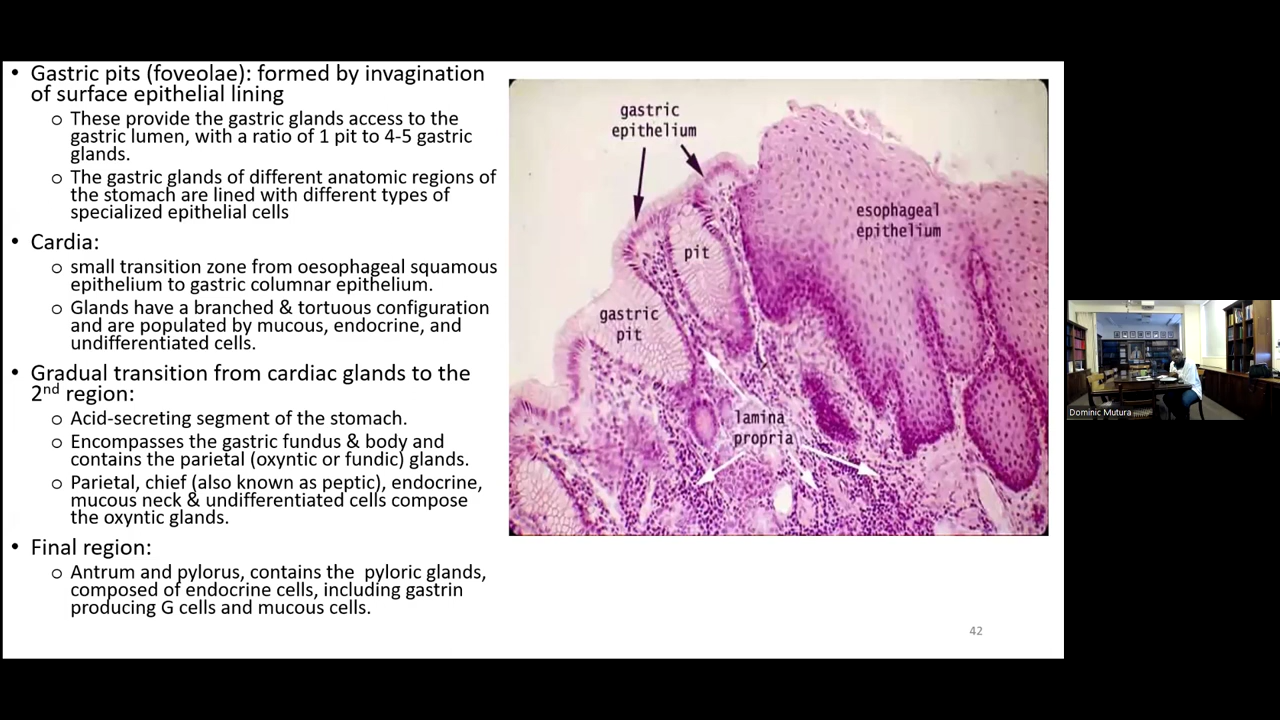 • Gastric pits (foveolae): formed by invagination
of surface epithelial lining
o These provide the gastric glands access to the
gastric lumen, with a ratio of 1 pit to 4-5 gastric
glands.
o The gastric glands of different anatomic regions of
the stomach are lined with different types of
specialized epithelial cells
• Cardia:
o small transition zone from oesophageal squamous
epithelium to gastric columnar epithelium.
o Glands have a branched & tortuous configuration
and are populated by mucous, endocrine, and
undifferentiated cells.
• Gradual transition from cardiac glands to the
2nd region:
o Acid-secreting segment of the stomach.
o Encompasses the gastric fundus & body and
contains the parietal (oxyntic or fundic) glands.
o Parietal, chief (also known as peptic), endocrine,
mucous neck & undifferentiated cells compose
the oxyntic glands.
• Final region:
o Antrum and pylorus, contains the pyloric glands,
composed of endocrine cells, including gastrin
producing G cells and mucous cells.
gastric
epithelium
esophageal
epithelium
pit
gastric
pit
lamina
propria
42
Dominic Mutura